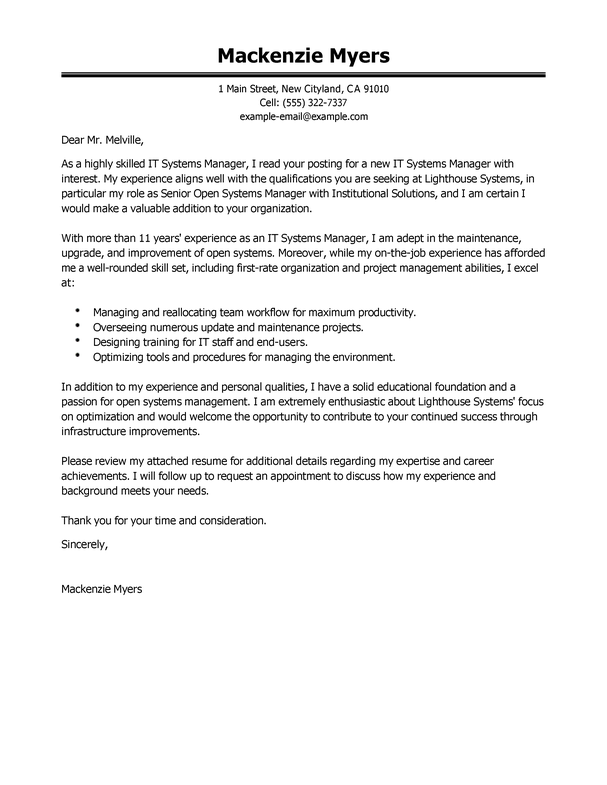 Mackenzie Myers
1 Main Street, New Cityland, CA 91010
Cell: (555) 322-7337
example-email@example.com
Dear Mr. Melville,
As a highly skilled IT Systems Manager, I read your posting for a new IT Systems Manager with
interest. My experience aligns well with the qualifications you are seeking at Lighthouse Systems, in
particular my role as Senior Open Systems Manager with Institutional Solutions, and I am certain I
would make a valuable addition to your organization.
With more than 11 years' experience as an IT Systems Manager, I am adept in the maintenance,
upgrade, and improvement of open systems. Moreover, while my on-the-job experience has afforded
me a well-rounded skill set, including first-rate organization and project management abilities, I excel
at:
• Managing and reallocating team workflow for maximum productivity.
• Overseeing numerous update and maintenance projects.
• Designing training for IT staff and end-users.
• Optimizing tools and procedures for managing the environment.
In addition to my experience and personal qualities, I have a solid educational foundation and a
passion for open systems management. I am extremely enthusiastic about Lighthouse Systems' focus
on optimization and would welcome the opportunity to contribute to your continued success through
infrastructure improvements.
Please review my attached resume for additional details regarding my expertise and career
achievements. I will follow up to request an appointment to discuss how my experience and
background meets your needs.
Thank you for your time and consideration.
Sincerely,
Mackenzie Myers